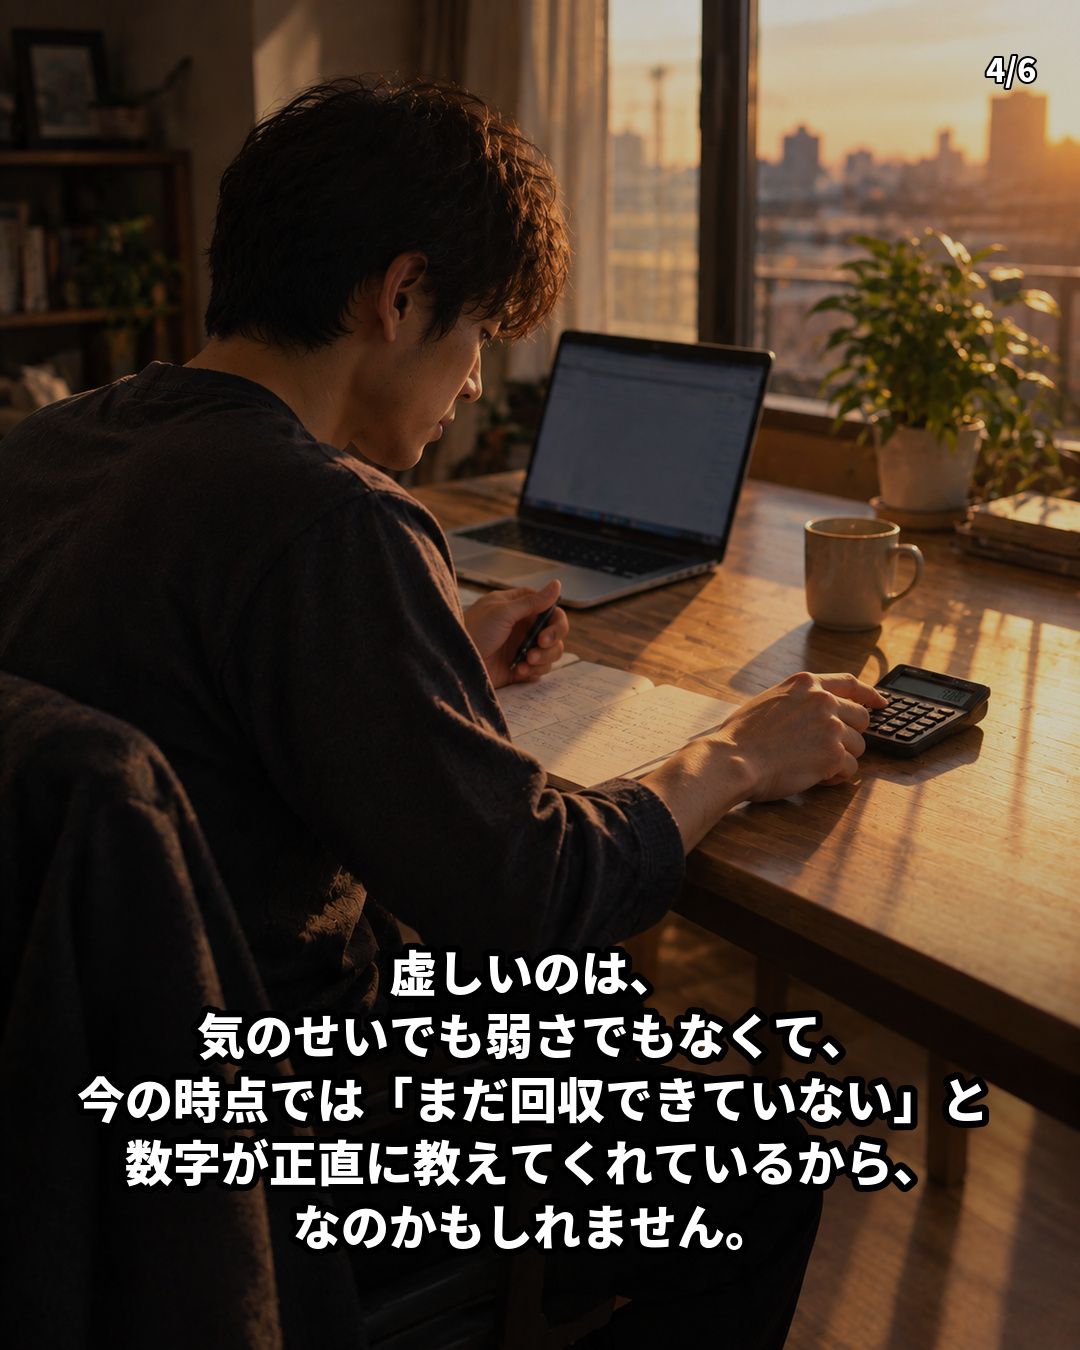 4/6
虚しいのは、
気のせいでも弱さでもなくて、
今の時点では「まだ回収できていない」と
数字が正直に教えてくれているから、
なのかもしれません。